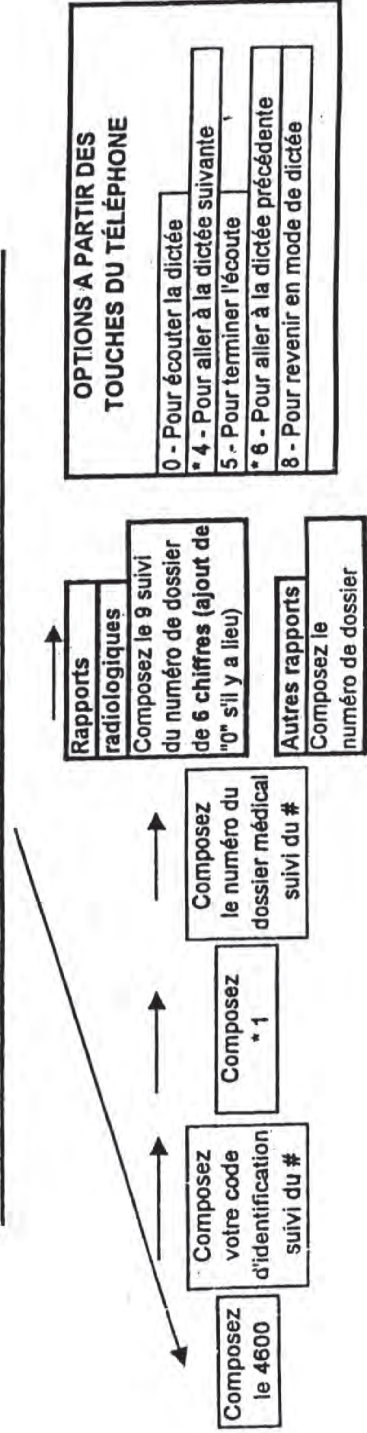 Composez
le 4600
Composez
votre code
d'identification
suivi du #
Composez
* 1
Composez
le numéro du
dossier médical
suivi du #
Rapports
radiologiques
Composez le 9 suivi
du numéro de dossier
de 6 chiffres (ajout de
"0" s'il y a lieu)
Autres rapports
Composez le
numéro de dossier
OPTIONS A PARTIR DES
TOUCHES DU TÉLÉPHONE
0 - Pour écouter la dictée
* 4 - Pour aller à la dictée suivante
5 - Pour terminer l'écoute
* 6 - Pour aller à la dictée précédente
8 - Pour revenir en mode de dictée